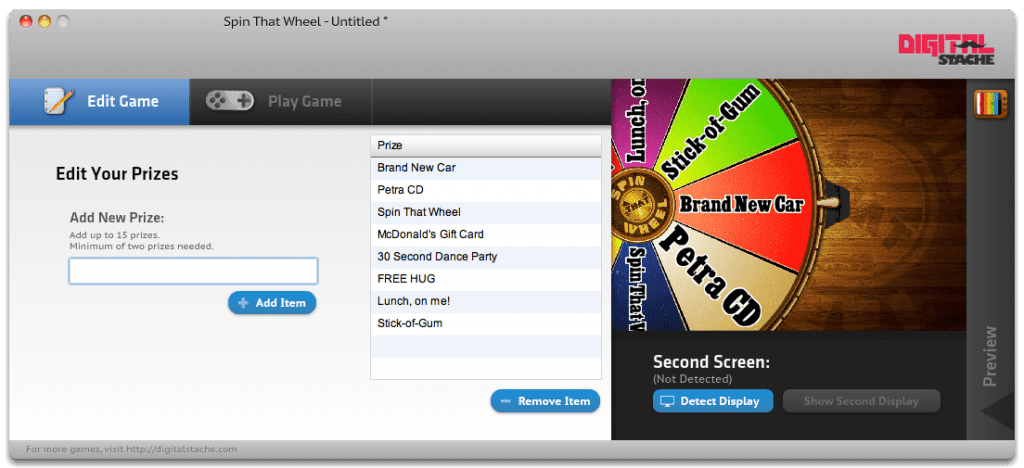 Spin That Wheel - Untitled *
DIGITAL
STACHE
Edit Game
Play Game
Edit Your Prizes
Add New Prize:
Add up to 15 prizes.
Minimum of two prizes needed.
Add Item
Prize
Brand New Car
Petra CD
Spin That Wheel
McDonald's Gift Card
30 Second Dance Party
FREE HUG
Lunch, on me!
Stick-of-Gum
Remove Item
Lunch, on
Stick-of-Gum
Brand New Car
Petra CD
Spin That W
SPIN
THAT
WHEEL
Second Screen:
(Not Detected)
Detect Display
Show Second Display
Preview
For more games, visit http://digitalstache.com